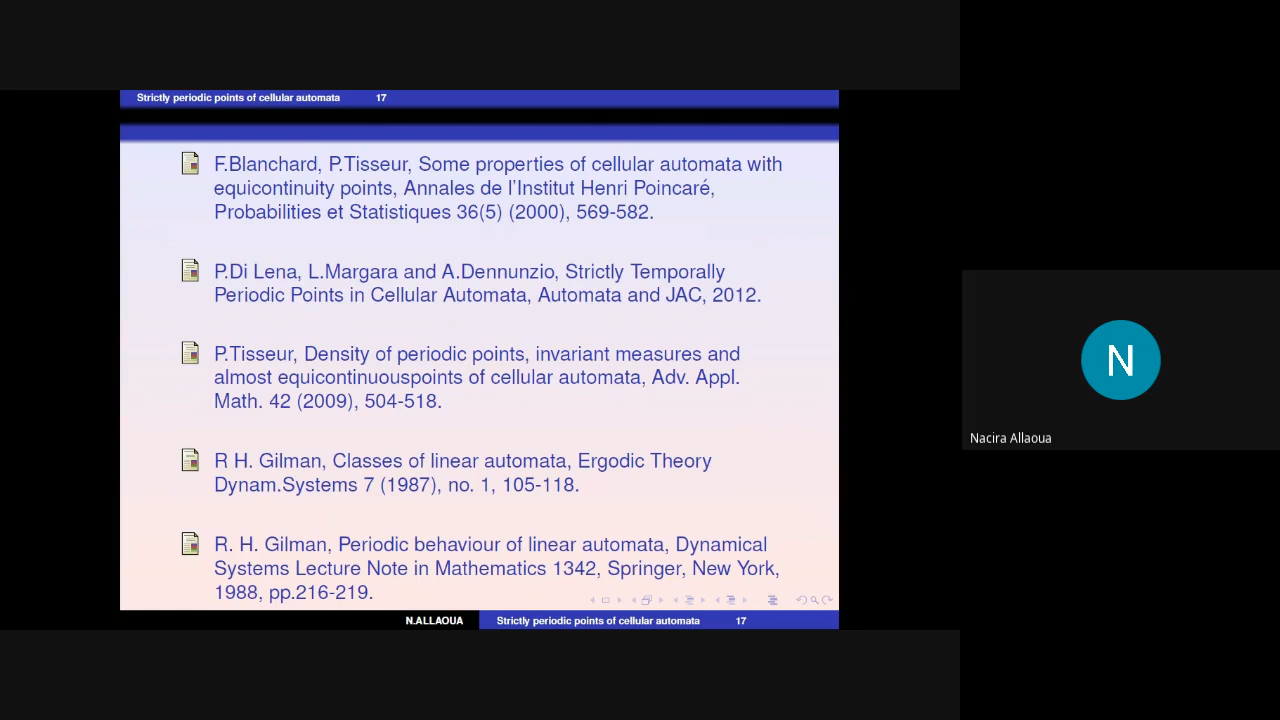 Strictly periodic points of cellular automata 17
F.Blanchard, P.Tisseur, Some properties of cellular automata with
equicontinuity points, Annales de l'Institut Henri Poincaré,
Probabilities et Statistiques 36(5) (2000), 569-582.
P.Di Lena, L.Margara and A.Dennunzio, Strictly Temporally
Periodic Points in Cellular Automata, Automata and JAC, 2012.
P.Tisseur, Density of periodic points, invariant measures and
almost equicontinuouspoints of cellular automata, Adv. Appl.
Math. 42 (2009), 504-518.
R H. Gilman, Classes of linear automata, Ergodic Theory
Dynam.Systems 7 (1987), no. 1, 105-118.
R. H. Gilman, Periodic behaviour of linear automata, Dynamical
Systems Lecture Note in Mathematics 1342, Springer, New York,
1988, pp.216-219.
N.ALLAOUA Strictly periodic points of cellular automata 17
N
Nacira Allaoua